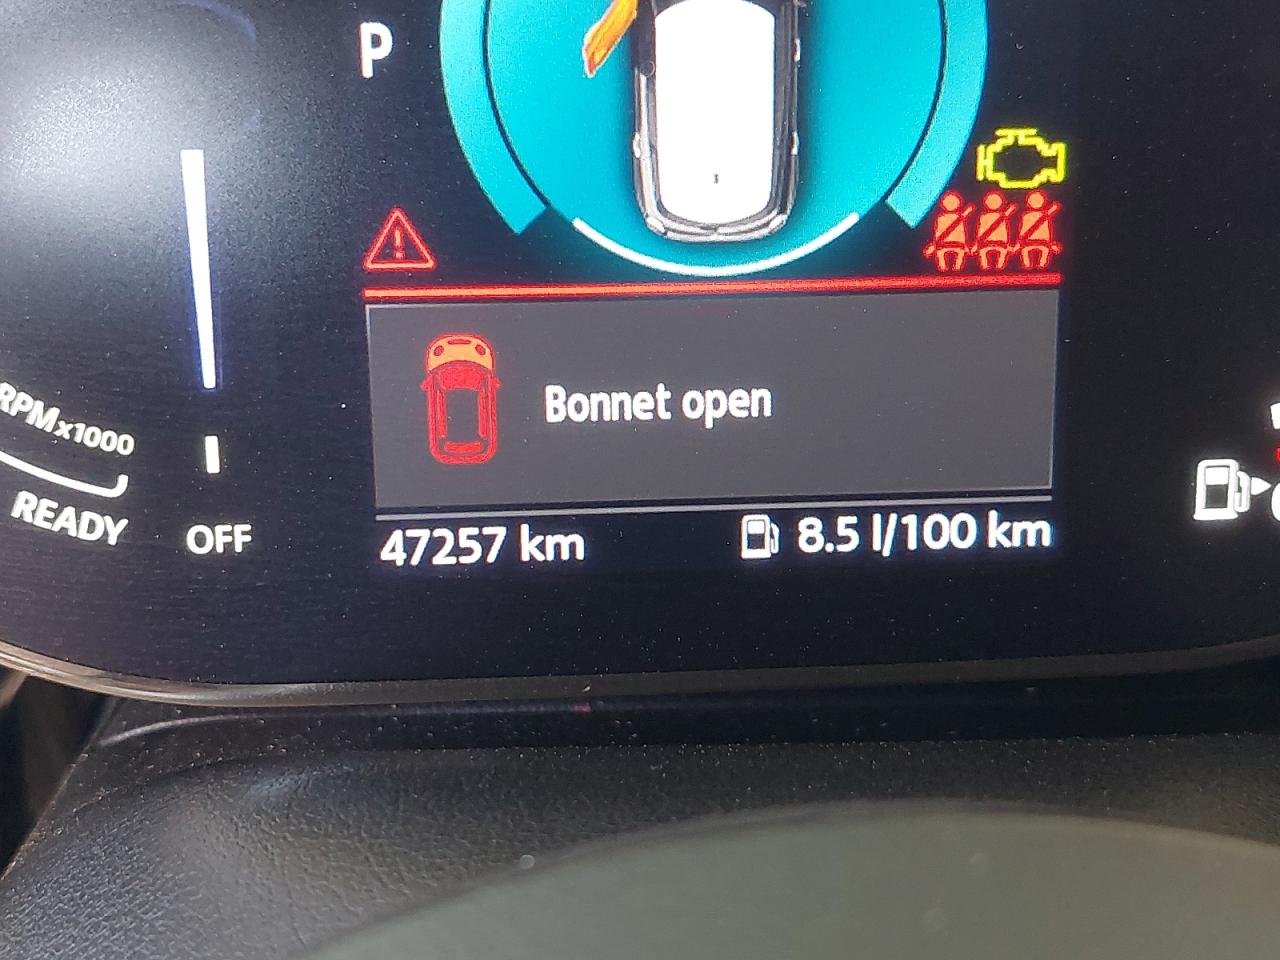 P
RPM x1000
READY
OFF
Bonnet open
47257 km
8.5 l/100 km